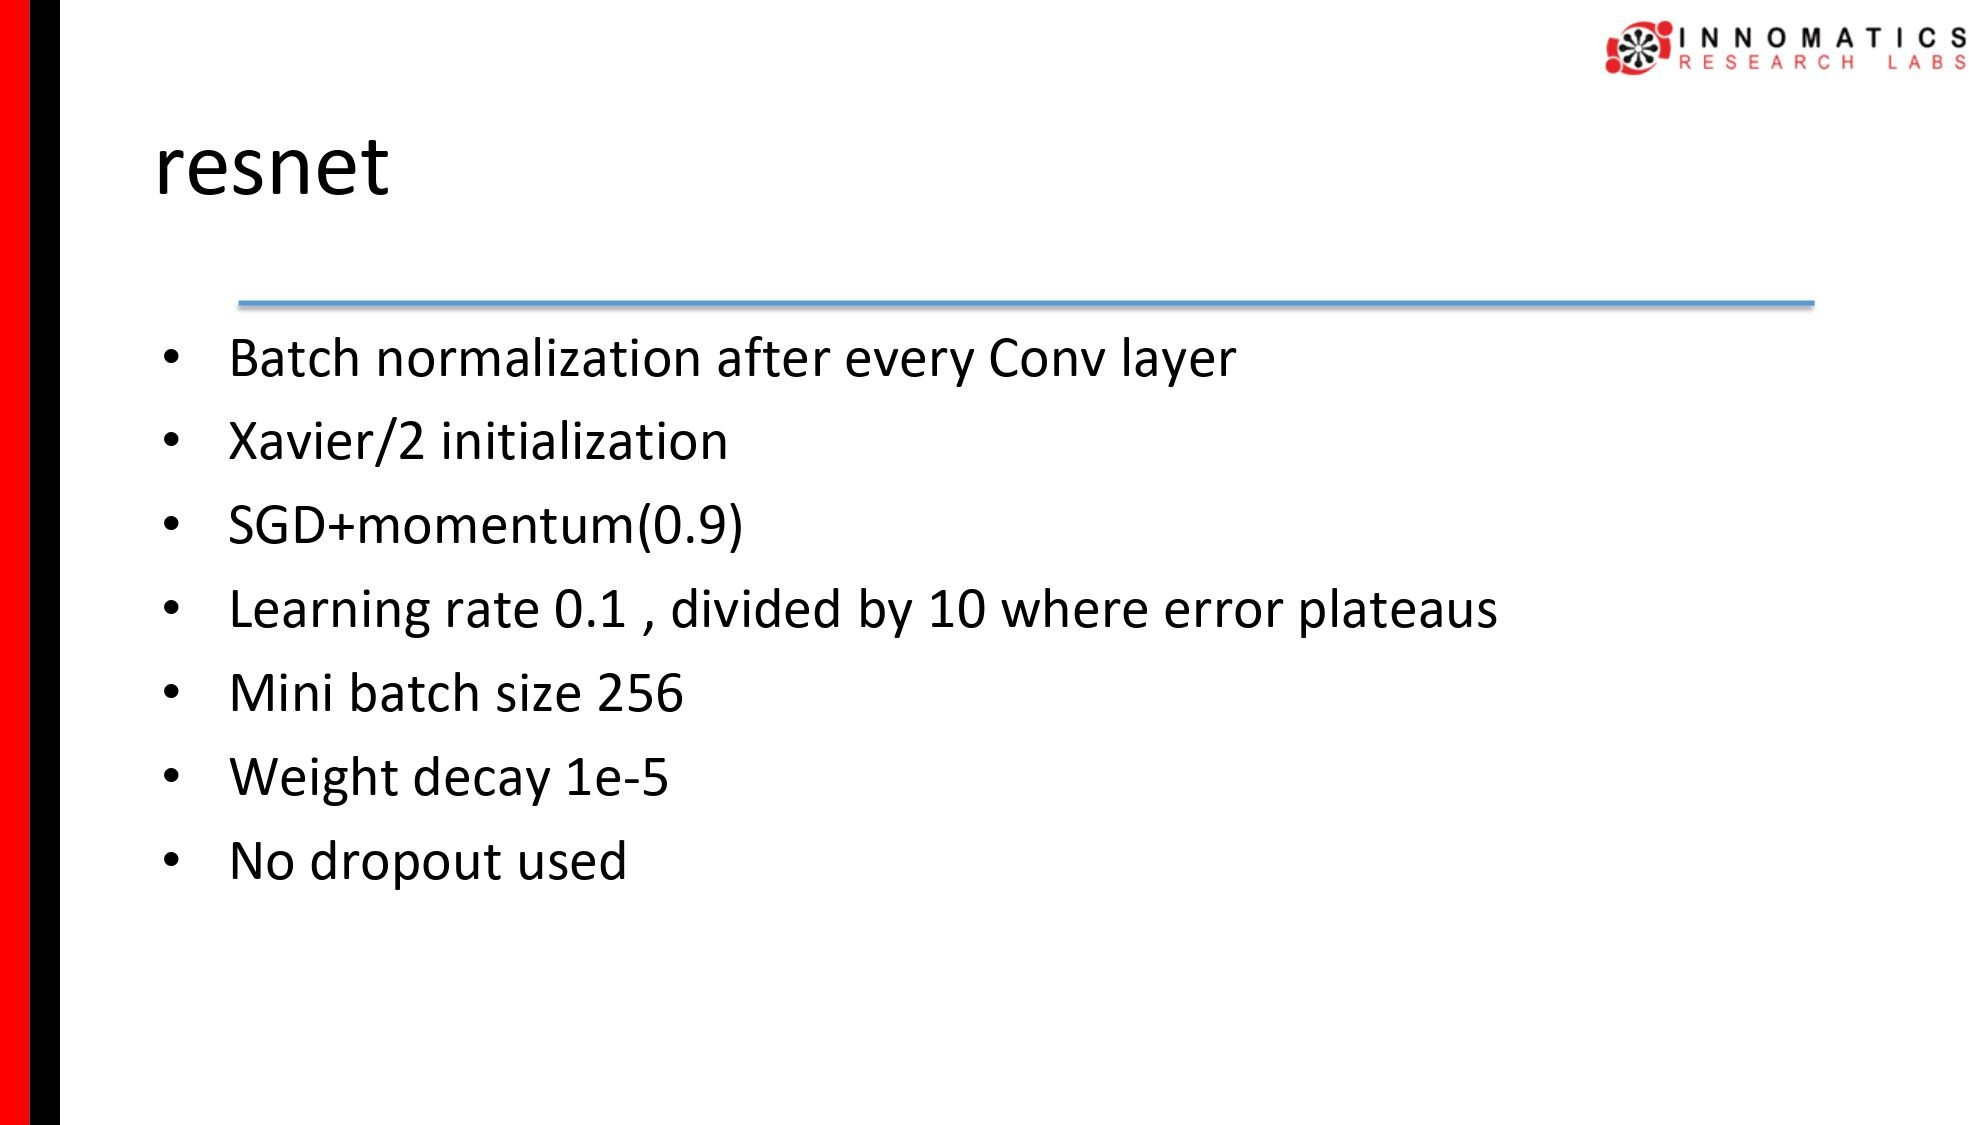 INNOMATICS
RESEARCH LABS
resnet
• Batch normalization after every Conv layer
• Xavier/2 initialization
• SGD+momentum(0.9)
• Learning rate 0.1 , divided by 10 where error plateaus
• Mini batch size 256
• Weight decay 1e-5
• No dropout used